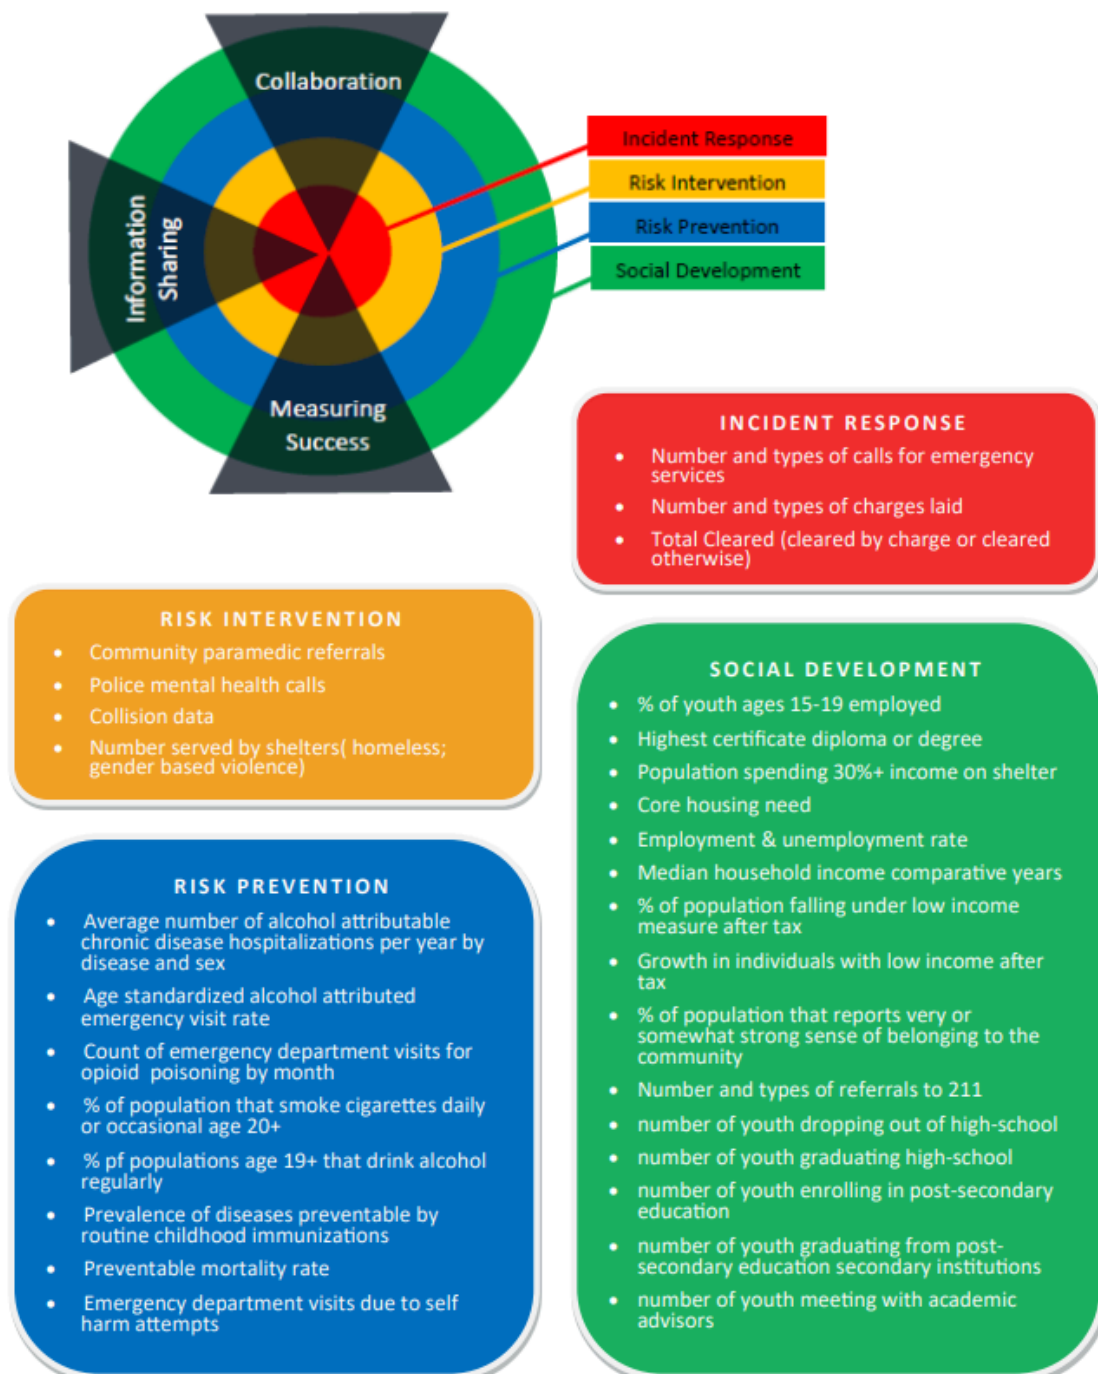 Collaboration
Information
Sharing
Measuring
Success
Incident Response
Risk Intervention
Risk Prevention
Social Development
INCIDENT RESPONSE
• Number and types of calls for emergency
services
• Number and types of charges laid
• Total Cleared (cleared by charge or cleared
otherwise)
RISK INTERVENTION
• Community paramedic referrals
• Police mental health calls
• Collision data
• Number served by shelters( homeless;
gender based violence)
RISK PREVENTION
• Average number of alcohol attributable
chronic disease hospitalizations per year by
disease and sex
• Age standardized alcohol attributed
emergency visit rate
• Count of emergency department visits for
opioid poisoning by month
• % of population that smoke cigarettes daily
or occasional age 20+
• % pf populations age 19+ that drink alcohol
regularly
• Prevalence of diseases preventable by
routine childhood immunizations
• Preventable mortality rate
• Emergency department visits due to self
harm attempts
SOCIAL DEVELOPMENT
• % of youth ages 15-19 employed
• Highest certificate diploma or degree
• Population spending 30%+ income on shelter
• Core housing need
• Employment & unemployment rate
• Median household income comparative years
• % of population falling under low income
measure after tax
• Growth in individuals with low income after
tax
• % of population that reports very or
somewhat strong sense of belonging to the
community
• Number and types of referrals to 211
• number of youth dropping out of high-school
• number of youth graduating high-school
• number of youth enrolling in post-secondary
education
• number of youth graduating from post-
secondary education secondary institutions
• number of youth meeting with academic
advisors